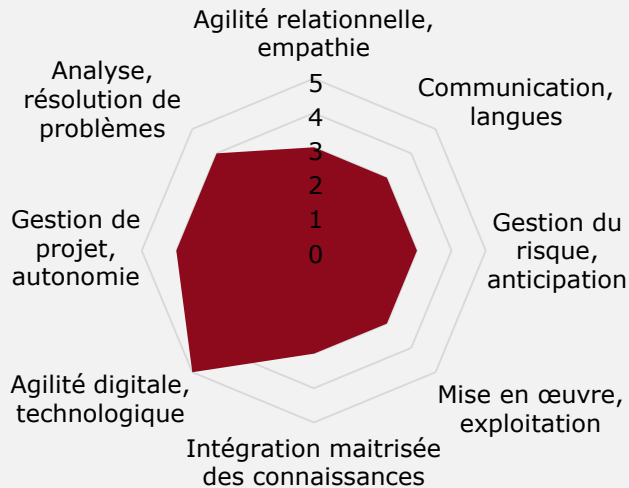 Agilité relationnelle,
empathie
Communication,
langues
Gestion du
risque,
anticipation
Mise en œuvre,
exploitation
Intégration maitrisée
des connaissances
Agilité digitale,
technologique
Gestion de
projet,
autonomie
Analyse,
résolution de
problèmes
5
4
3
2
1
0